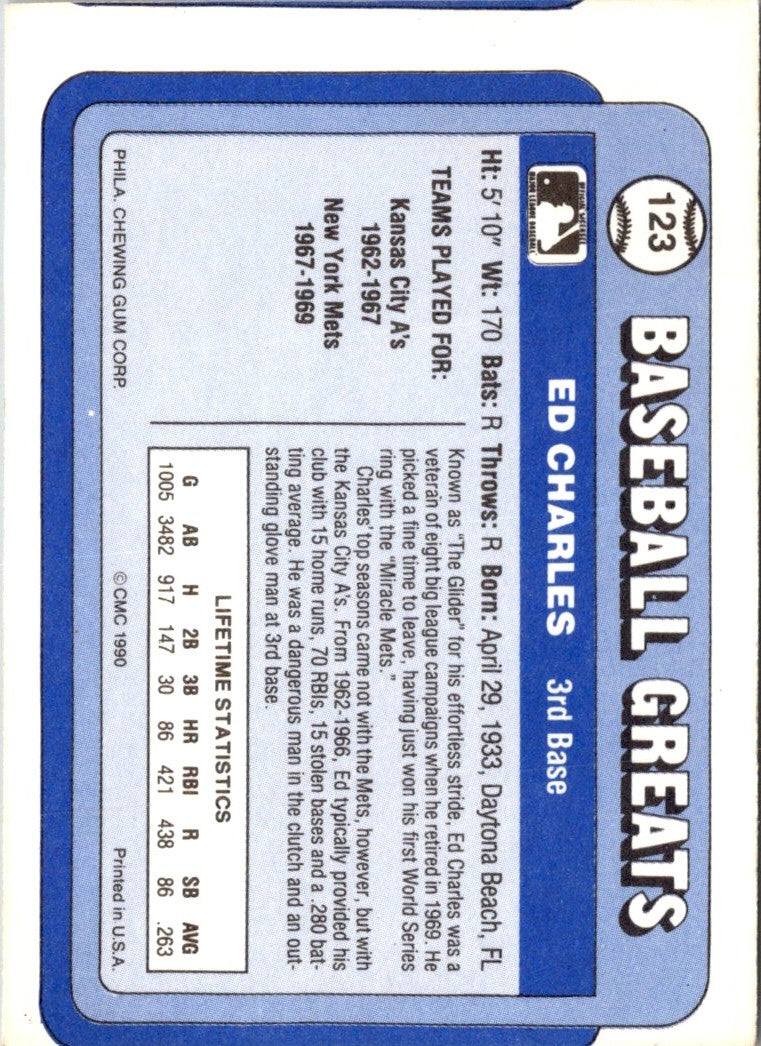 123
BASEBALL GREATS
ED CHARLES 3rd Base
Ht: 5' 10" Wt: 170 Bats: R Throws: R Born: April 29, 1933, Daytona Beach, FL
TEAMS PLAYED FOR:
Kansas City A's
1962-1967
New York Mets
1967-1969
Known as "The Glider" for his effortless stride, Ed Charles was a
veteran of eight big league campaigns when he retired in 1969. He
picked a fine time to leave, having just won his first World Series
ring with the "Miracle Mets."
Charles' top seasons came not with the Mets, however, but with
the Kansas City A's. From 1962-1966, Ed typically provided his
club with 15 home runs, 70 RBIs, 15 stolen bases and a .280 bat-
ting average. He was a dangerous man in the clutch and an out-
standing glove man at 3rd base.
LIFETIME STATISTICS
G AB H 2B 3B HR RBI R SB AVG
1005 3482 917 147 30 86 421 438 86 .263
PHILA. CHEWING GUM CORP. ©CMC 1990 Printed in U.S.A.